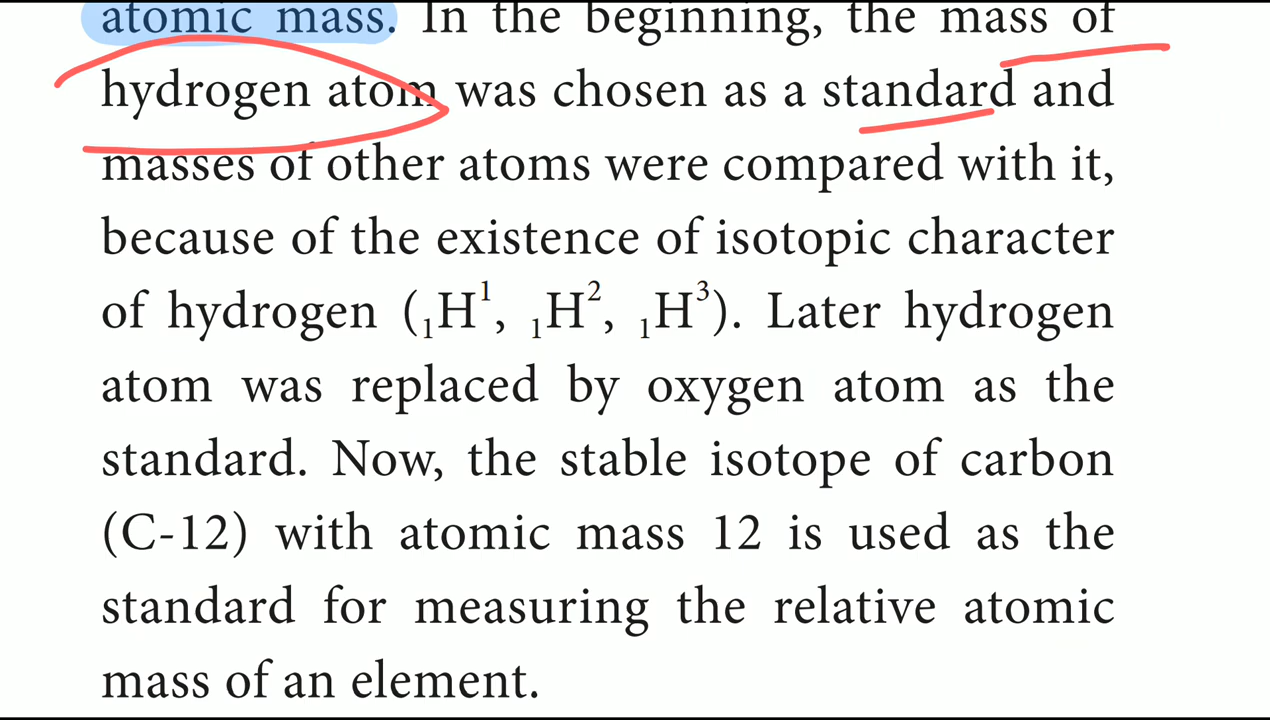 atomic mass. In the beginning, the mass of
hydrogen atom was chosen as a standard and
masses of other atoms were compared with it,
because of the existence of isotopic character
of hydrogen (₁H¹, ₁H², ₁H³). Later hydrogen
atom was replaced by oxygen atom as the
standard. Now, the stable isotope of carbon
(C-12) with atomic mass 12 is used as the
standard for measuring the relative atomic
mass of an element.